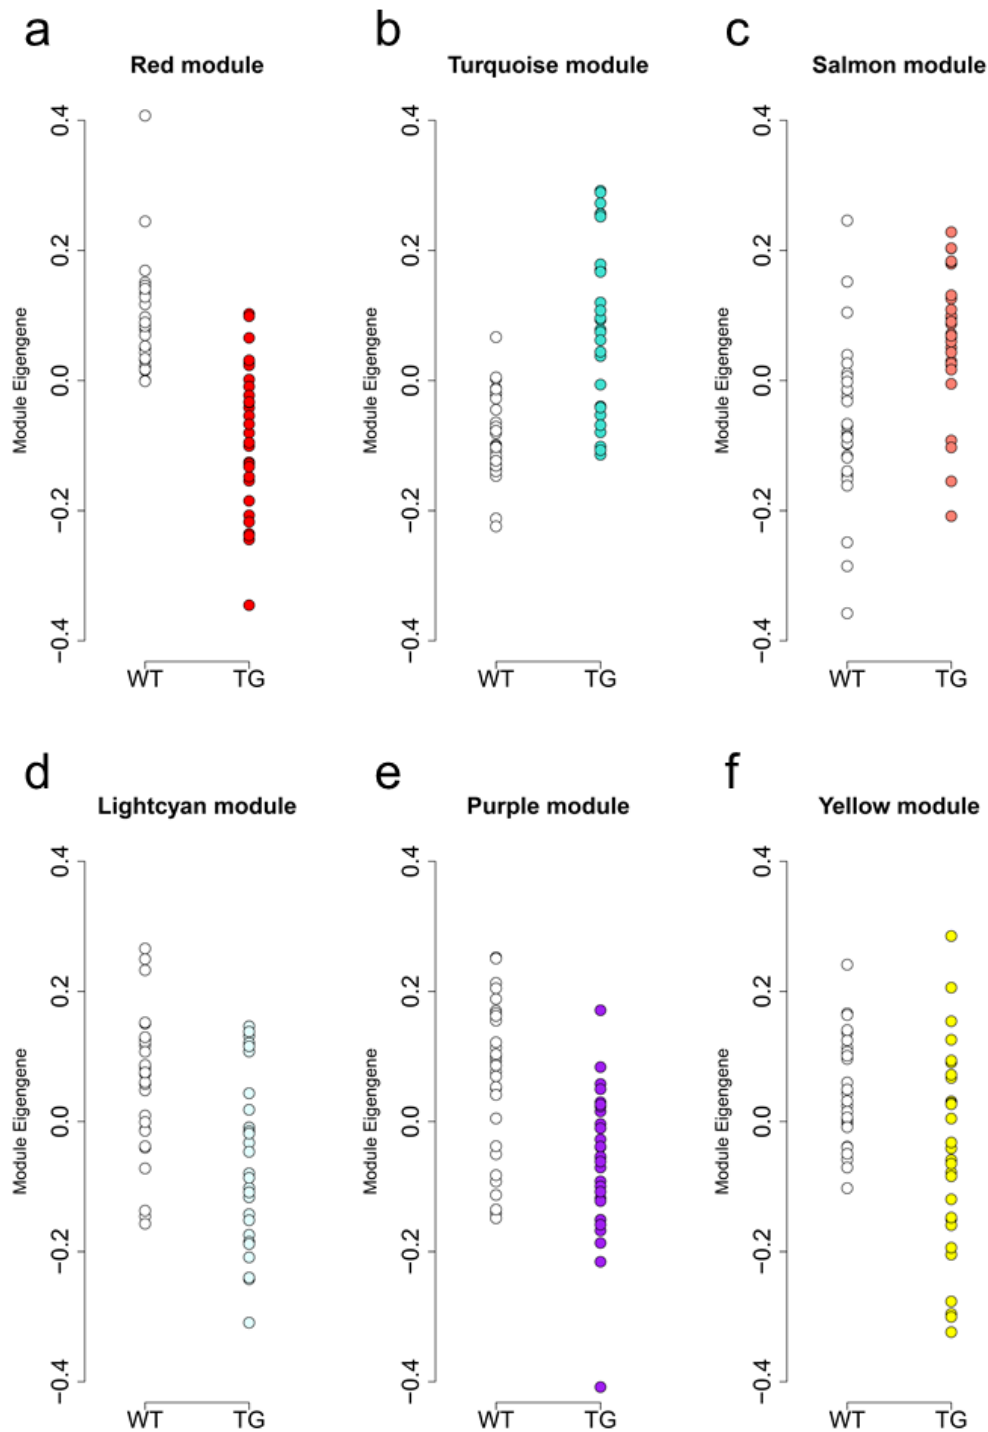 a
Red module
Module Eigengene
0.4
0.2
0.0
−0.2
−0.4
WT
TG
b
Turquoise module
Module Eigengene
0.4
0.2
0.0
−0.2
−0.4
WT
TG
c
Salmon module
Module Eigengene
0.4
0.2
0.0
−0.2
−0.4
WT
TG
d
Lightcyan module
Module Eigengene
0.4
0.2
0.0
−0.2
−0.4
WT
TG
e
Purple module
Module Eigengene
0.4
0.2
0.0
−0.2
−0.4
WT
TG
f
Yellow module
Module Eigengene
0.4
0.2
0.0
−0.2
−0.4
WT
TG